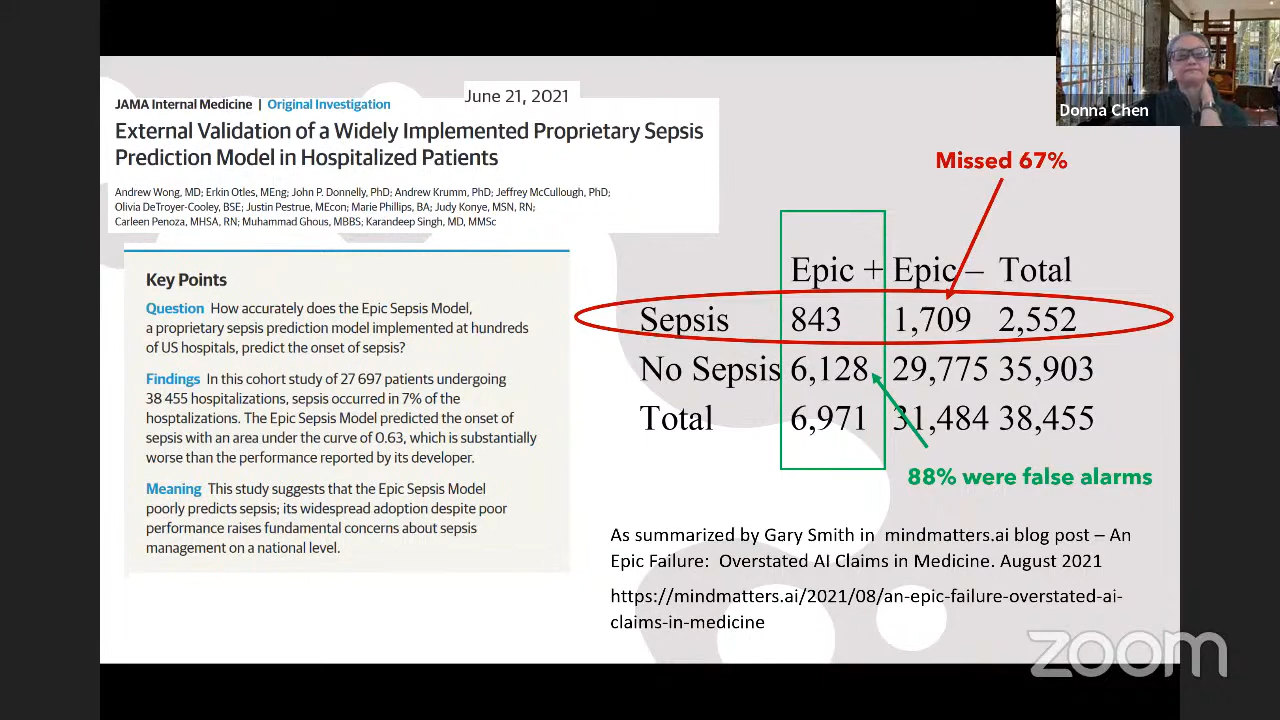 June 21, 2021
JAMA Internal Medicine | Original Investigation
External Validation of a Widely Implemented Proprietary Sepsis
Prediction Model in Hospitalized Patients
Andrew Wong, MD; Erkin Otles, MEng; John P. Donnelly, PhD; Andrew Krumm, PhD; Jeffrey McCullough, PhD;
Olivia DeTroyer-Cooley, BSE; Justin Pestrue, MEcon; Marie Phillips, BA; Judy Konye, MSN, RN;
Carleen Penoza, MHSA, RN; Muhammad Ghous, MBBS; Karandeep Singh, MD, MMSc
Key Points
Question How accurately does the Epic Sepsis Model,
a proprietary sepsis prediction model implemented at hundreds
of US hospitals, predict the onset of sepsis?
Findings In this cohort study of 27 697 patients undergoing
38 455 hospitalizations, sepsis occurred in 7% of the
hosptalizations. The Epic Sepsis Model predicted the onset of
sepsis with an area under the curve of 0.63, which is substantially
worse than the performance reported by its developer.
Meaning This study suggests that the Epic Sepsis Model
poorly predicts sepsis; its widespread adoption despite poor
performance raises fundamental concerns about sepsis
management on a national level.
Donna Chen
Missed 67%
Epic + Epic – Total
Sepsis 843 1,709 2,552
No Sepsis 6,128 29,775 35,903
Total 6,971 31,484 38,455
88% were false alarms
As summarized by Gary Smith in mindmatters.ai blog post – An
Epic Failure: Overstated AI Claims in Medicine. August 2021
https://mindmatters.ai/2021/08/an-epic-failure-overstated-ai-
claims-in-medicine
zoom